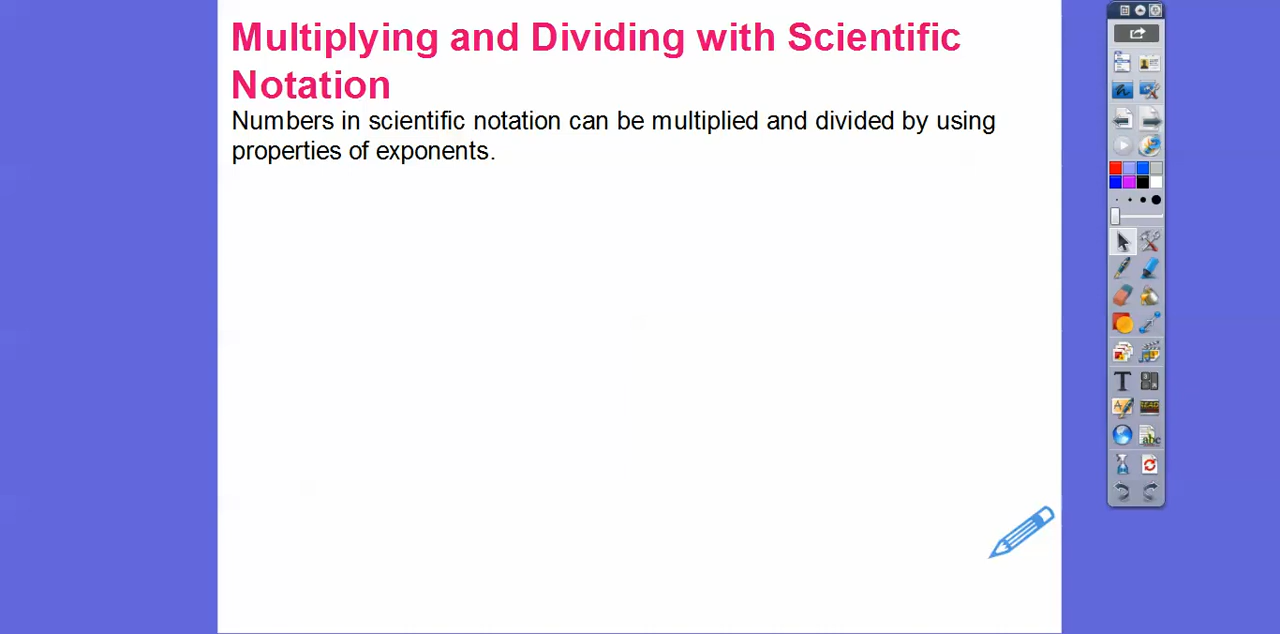 Multiplying and Dividing with Scientific
Notation
Numbers in scientific notation can be multiplied and divided by using
properties of exponents.